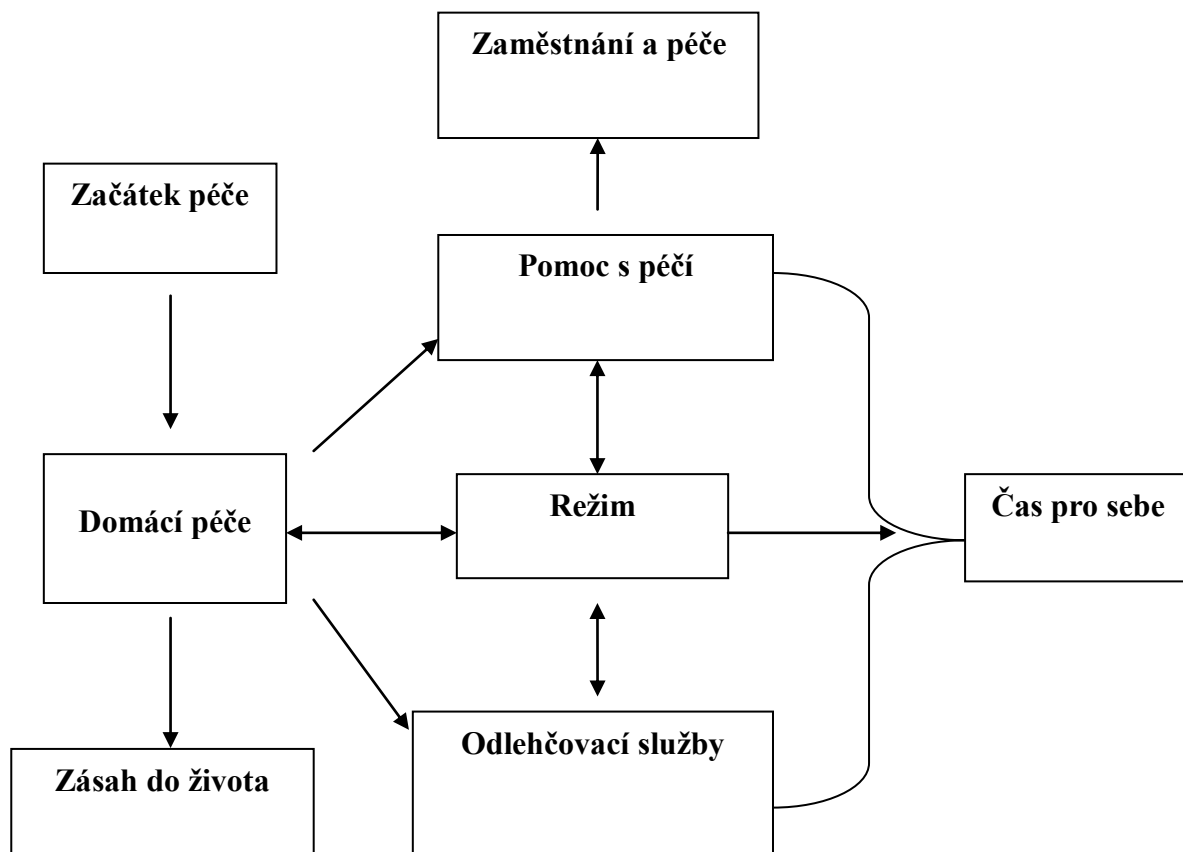 Zaměstnání a péče
Začátek péče
Pomoc s péčí
Domácí péče
Režim
Čas pro sebe
Odlehčovací služby
Zásah do života